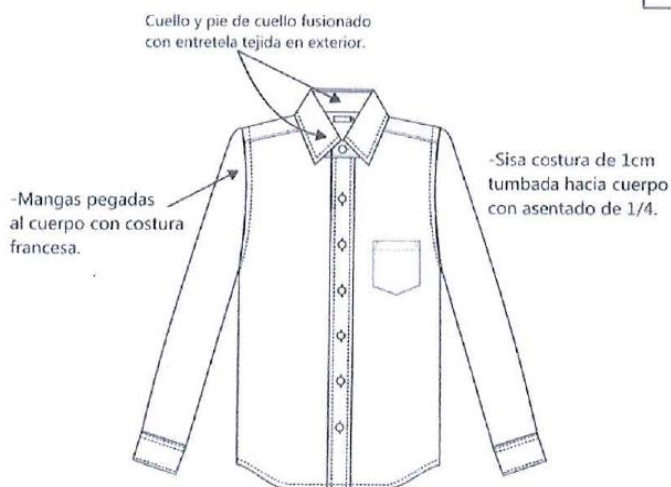 Cuello y pie de cuello fusionado
con entretela tejida en exterior.
-Mangas pegadas
al cuerpo con costura
francesa.
-Sisa costura de 1cm
tumbada hacia cuerpo
con asentado de 1/4.